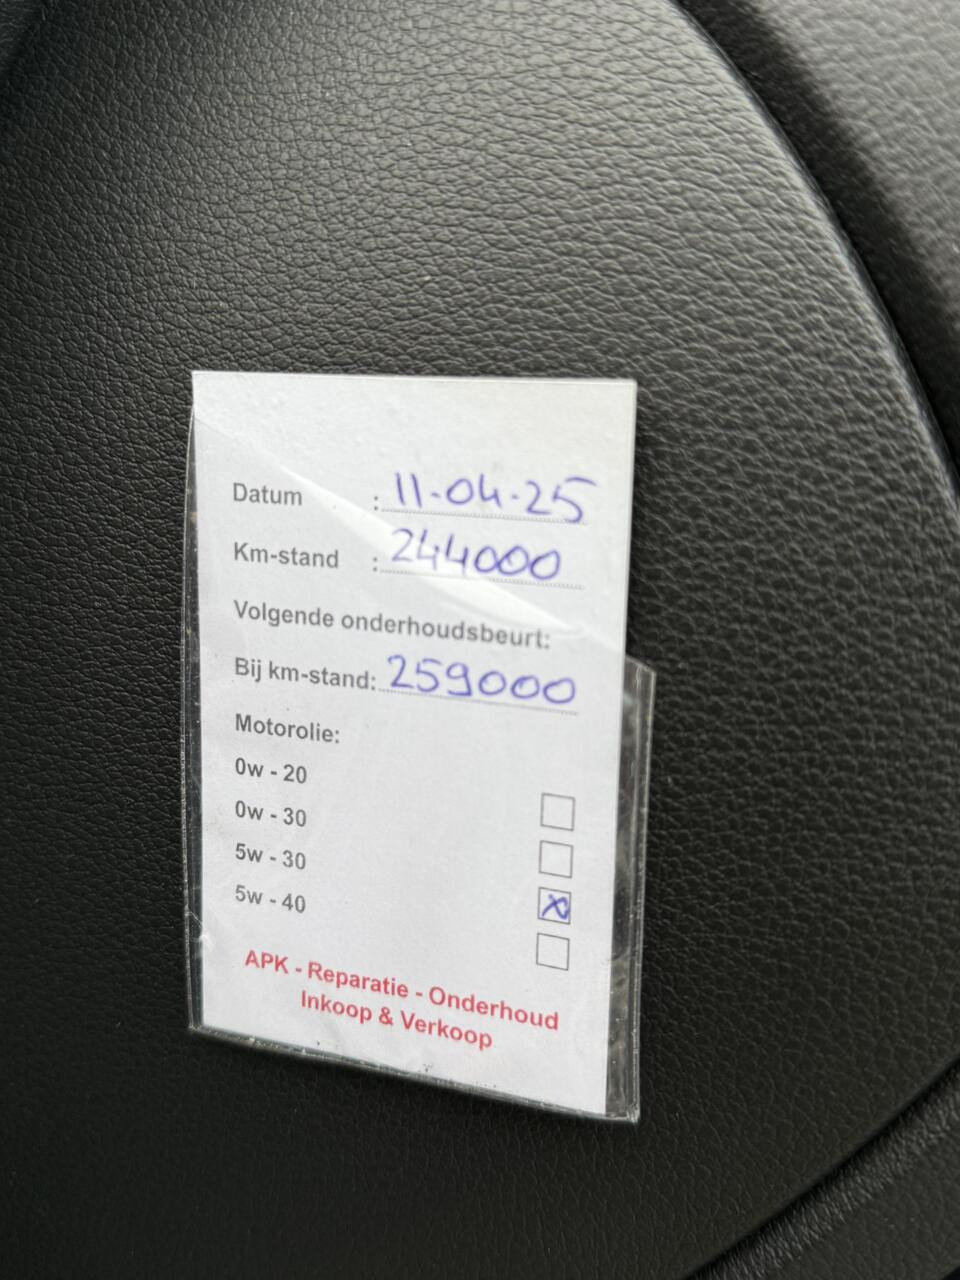 Datum : 11-04-25
Km-stand : 244000
Volgende onderhoudsbeurt:
Bij km-stand: 259000
Motorolie:
0w - 20
0w - 30
5w - 30
5w - 40
APK - Reparatie - Onderhoud
Inkoop & Verkoop